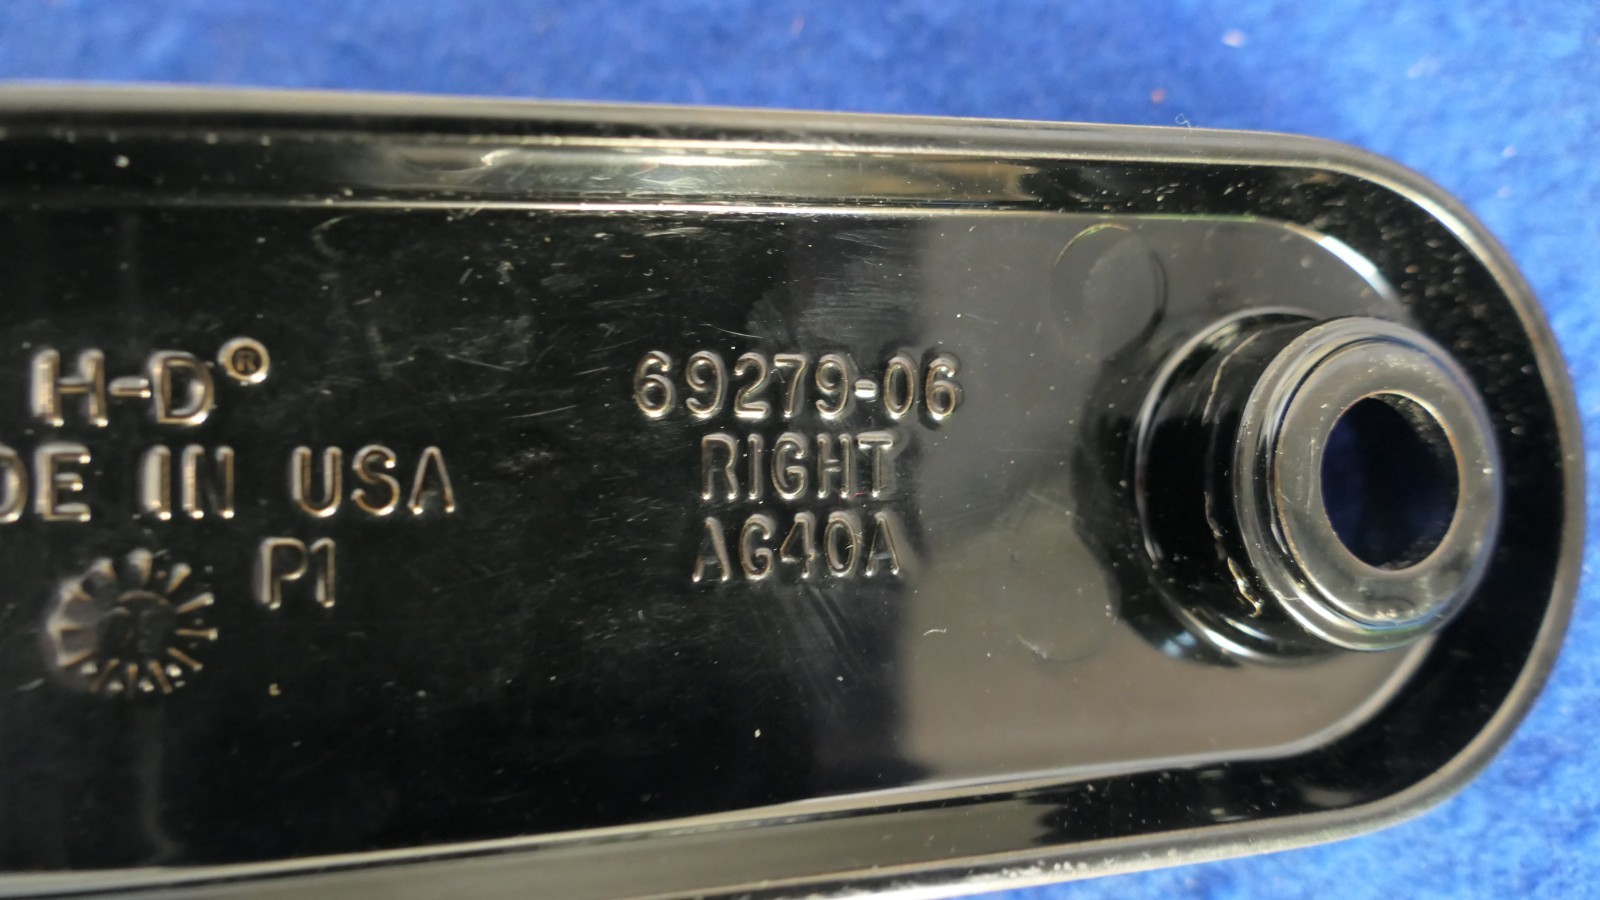 H-D®
DE IN USA
P1
69279-06
RIGHT
AG40A